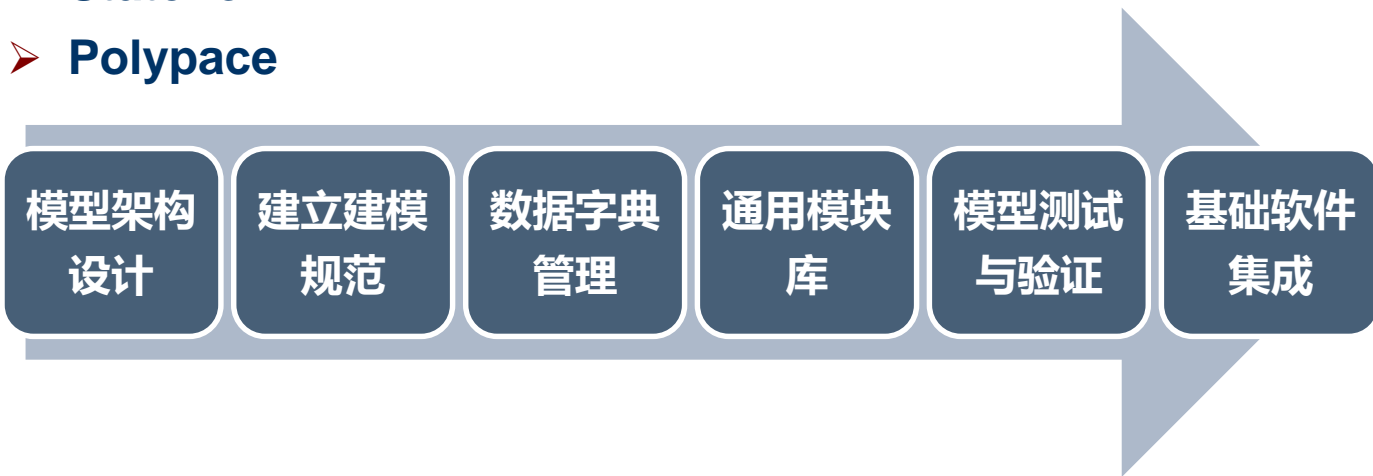 Polypace
模型架构
设计
建立建模
规范
数据字典
管理
通用模块
库
模型测试
与验证
基础软件
集成